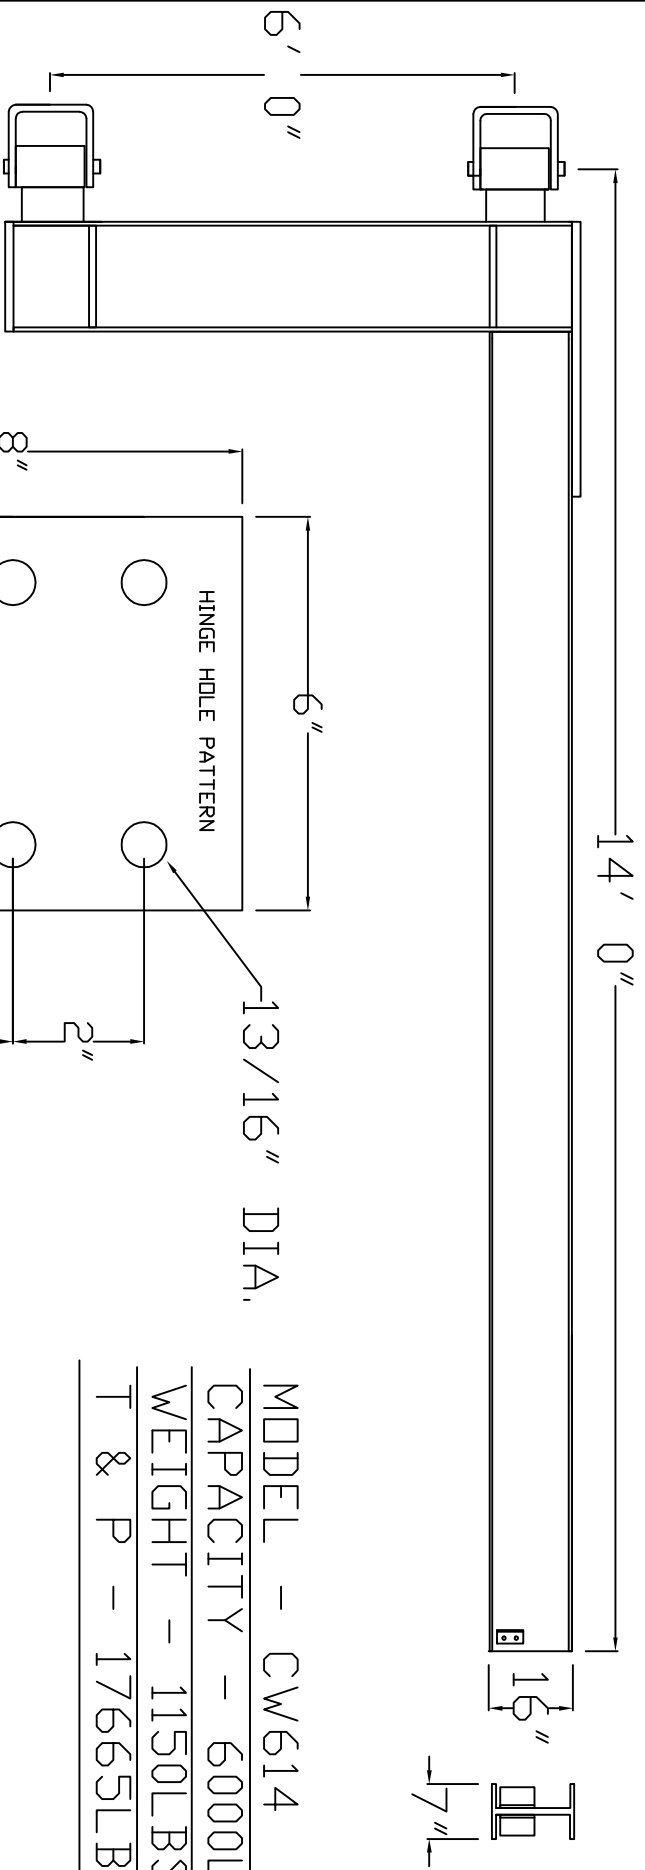 6' 0"
14' 0"
8"
HINGE HOLE PATTERN
6"
13/16" DIA.
2"
16"
7"
MODEL - CW614
CAPACITY - 6000L
WEIGHT - 1150LBS
T & P - 17665LB